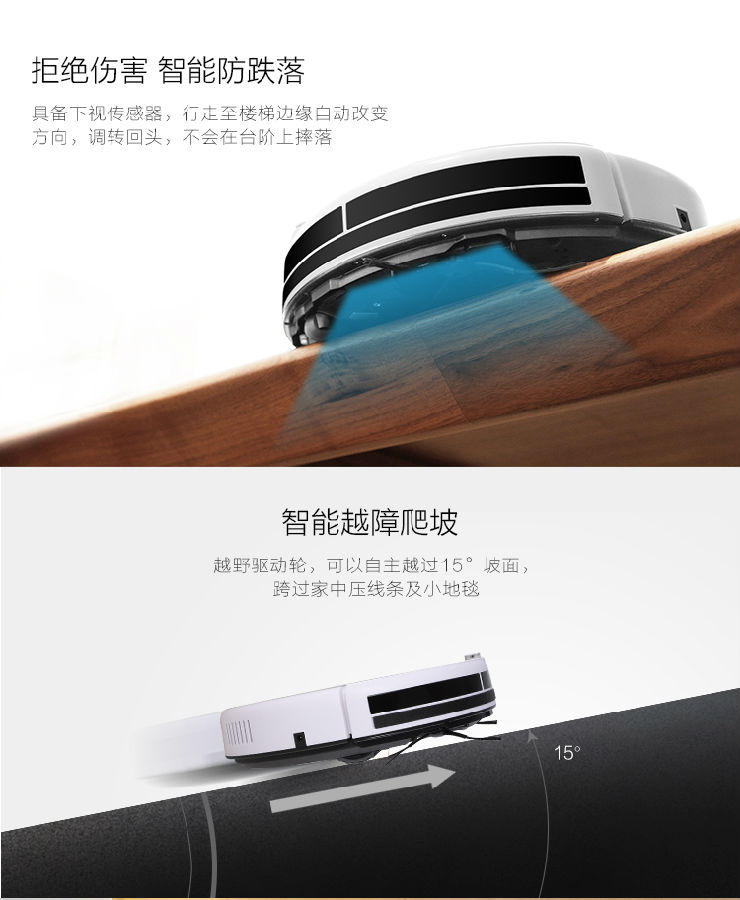 拒绝伤害 智能防跌落
具备下视传感器，行走至楼梯边缘自动改变
方向，调转回头，不会在台阶上摔落
智能越障爬坡
越野驱动轮，可以自主越过15°坡面，
跨过家中压线条及小地毯
15°